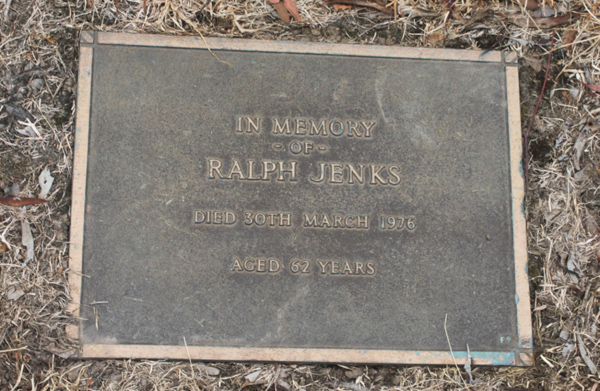 IN MEMORY
- OF -
RALPH JENKS
DIED 30TH MARCH 1976
AGED 62 YEARS